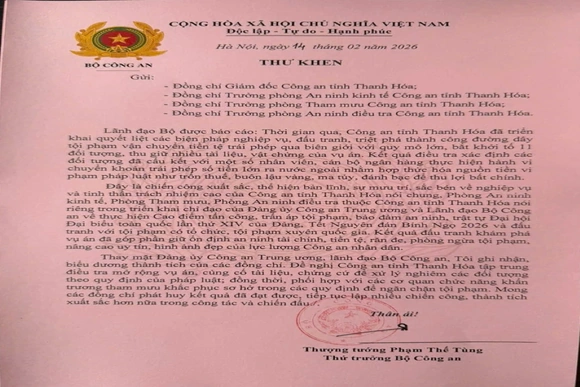 CỘNG HÒA XÃ HỘI CHỦ NGHĨA VIỆT NAM
Độc lập - Tự do - Hạnh phúc
Hà Nội, ngày 14 tháng 02 năm 2026
BỘ CÔNG AN
THƯ KHEN
Gửi:
- Đồng chí Giám đốc Công an tỉnh Thanh Hóa;
- Đồng chí Trưởng phòng An ninh kinh tế Công an tỉnh Thanh Hóa;
- Đồng chí Trưởng phòng Tham mưu Công an tỉnh Thanh Hóa;
- Đồng chí Trưởng phòng An ninh điều tra Công an tỉnh Thanh Hóa.
Lãnh đạo Bộ được báo cáo: Thời gian qua, Công an tỉnh Thanh Hóa đã triển
khai quyết liệt các biện pháp nghiệp vụ, đấu tranh, triệt phá thành công đường dây
tội phạm vận chuyển tiền tệ trái phép qua biên giới với quy mô lớn, bắt khởi tố 11
đối tượng, thu giữ nhiều tài liệu, vật chứng của vụ án. Kết quả điều tra xác định các
đối tượng đã câu kết với một số nhân viên, cán bộ ngân hàng thực hiện hành vi
chuyển khoản trái phép số tiền lớn ra nước ngoài nhằm hợp thức hóa nguồn tiền vi
phạm pháp luật như trốn thuế, buôn lậu vàng, ma túy, đánh bạc để thu lợi bất chính.
Đây là chiến công xuất sắc, thể hiện bản lĩnh, sự mưu trí, sắc bén về nghiệp vụ
và tinh thần trách nhiệm cao của Công an tỉnh Thanh Hóa nói chung, Phòng An ninh
kinh tế, Phòng Tham mưu, Phòng An ninh điều tra thuộc Công an tỉnh Thanh Hóa nói
riêng trong triển khai chỉ đạo của Đảng ủy Công an Trung ương và Lãnh đạo Bộ Công
an về thực hiện Cao điểm tấn công, trấn áp tội phạm, bảo đảm an ninh, trật tự Đại hội
Đại biểu toàn quốc lần thứ XIV của Đảng, Tết Nguyên đán Bính Ngọ 2026 và đấu
tranh với tội phạm có tổ chức, tội phạm xuyên quốc gia. Kết quả đấu tranh khám phá
vụ án đã góp phần giữ ổn định an ninh tài chính, tiền tệ, răn đe, phòng ngừa tội phạm,
nâng cao uy tín, hình ảnh đẹp của lực lượng Công an nhân dân.
Thay mặt Đảng ủy Công an Trung ương, lãnh đạo Bộ Công an, Tôi ghi nhận,
biểu dương thành tích của các đồng chí. Đề nghị Công an tỉnh Thanh Hóa tập trung
điều tra mở rộng vụ án, củng cố tài liệu, chứng cứ để xử lý nghiêm các đối tượng
theo quy định của pháp luật; đồng thời, phối hợp với các cơ quan chức năng khẩn
trương tham mưu khắc phục sơ hở trong các quy định để ngăn chặn tội phạm. Mong
các đồng chí phát huy kết quả đã đạt được, tiếp tục lập nhiều chiến công, thành tích
xuất sắc hơn nữa trong công tác và chiến đấu.
Thân ái!
Thượng tướng Phạm Thế Tùng
Thứ trưởng Bộ Công an